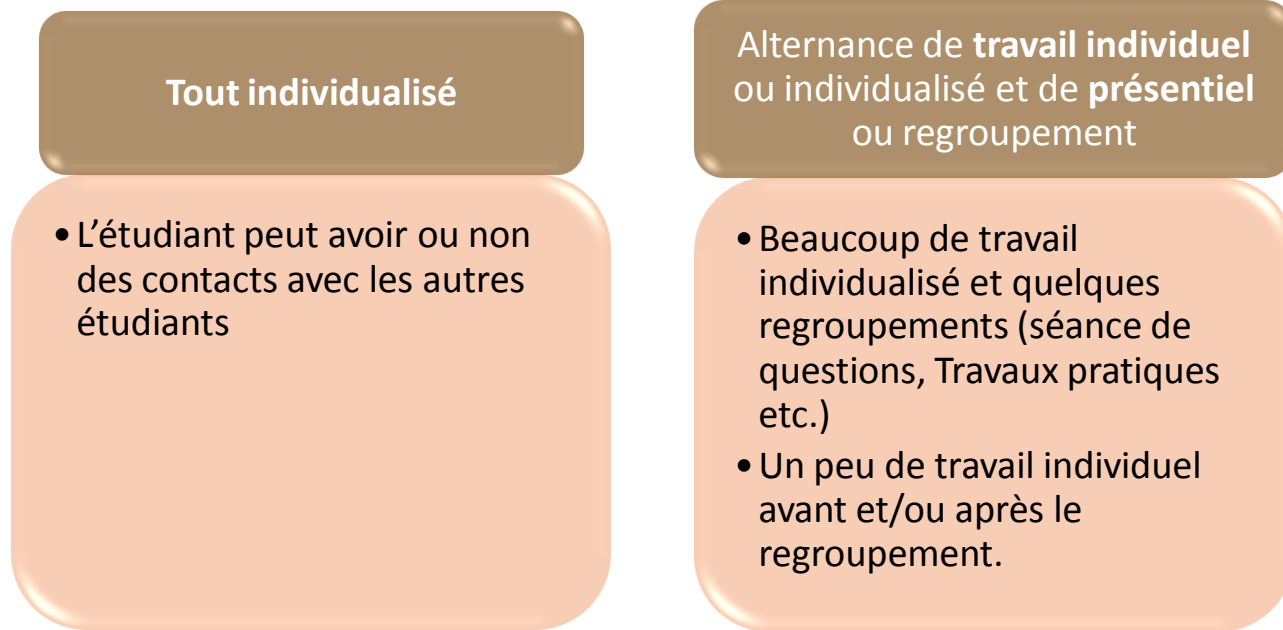 Tout individualisé
• L’étudiant peut avoir ou non
des contacts avec les autres
étudiants
Alternance de travail individuel
ou individualisé et de présentiel
ou regroupement
• Beaucoup de travail
individualisé et quelques
regroupements (séance de
questions, Travaux pratiques
etc.)
• Un peu de travail individuel
avant et/ou après le
regroupement.